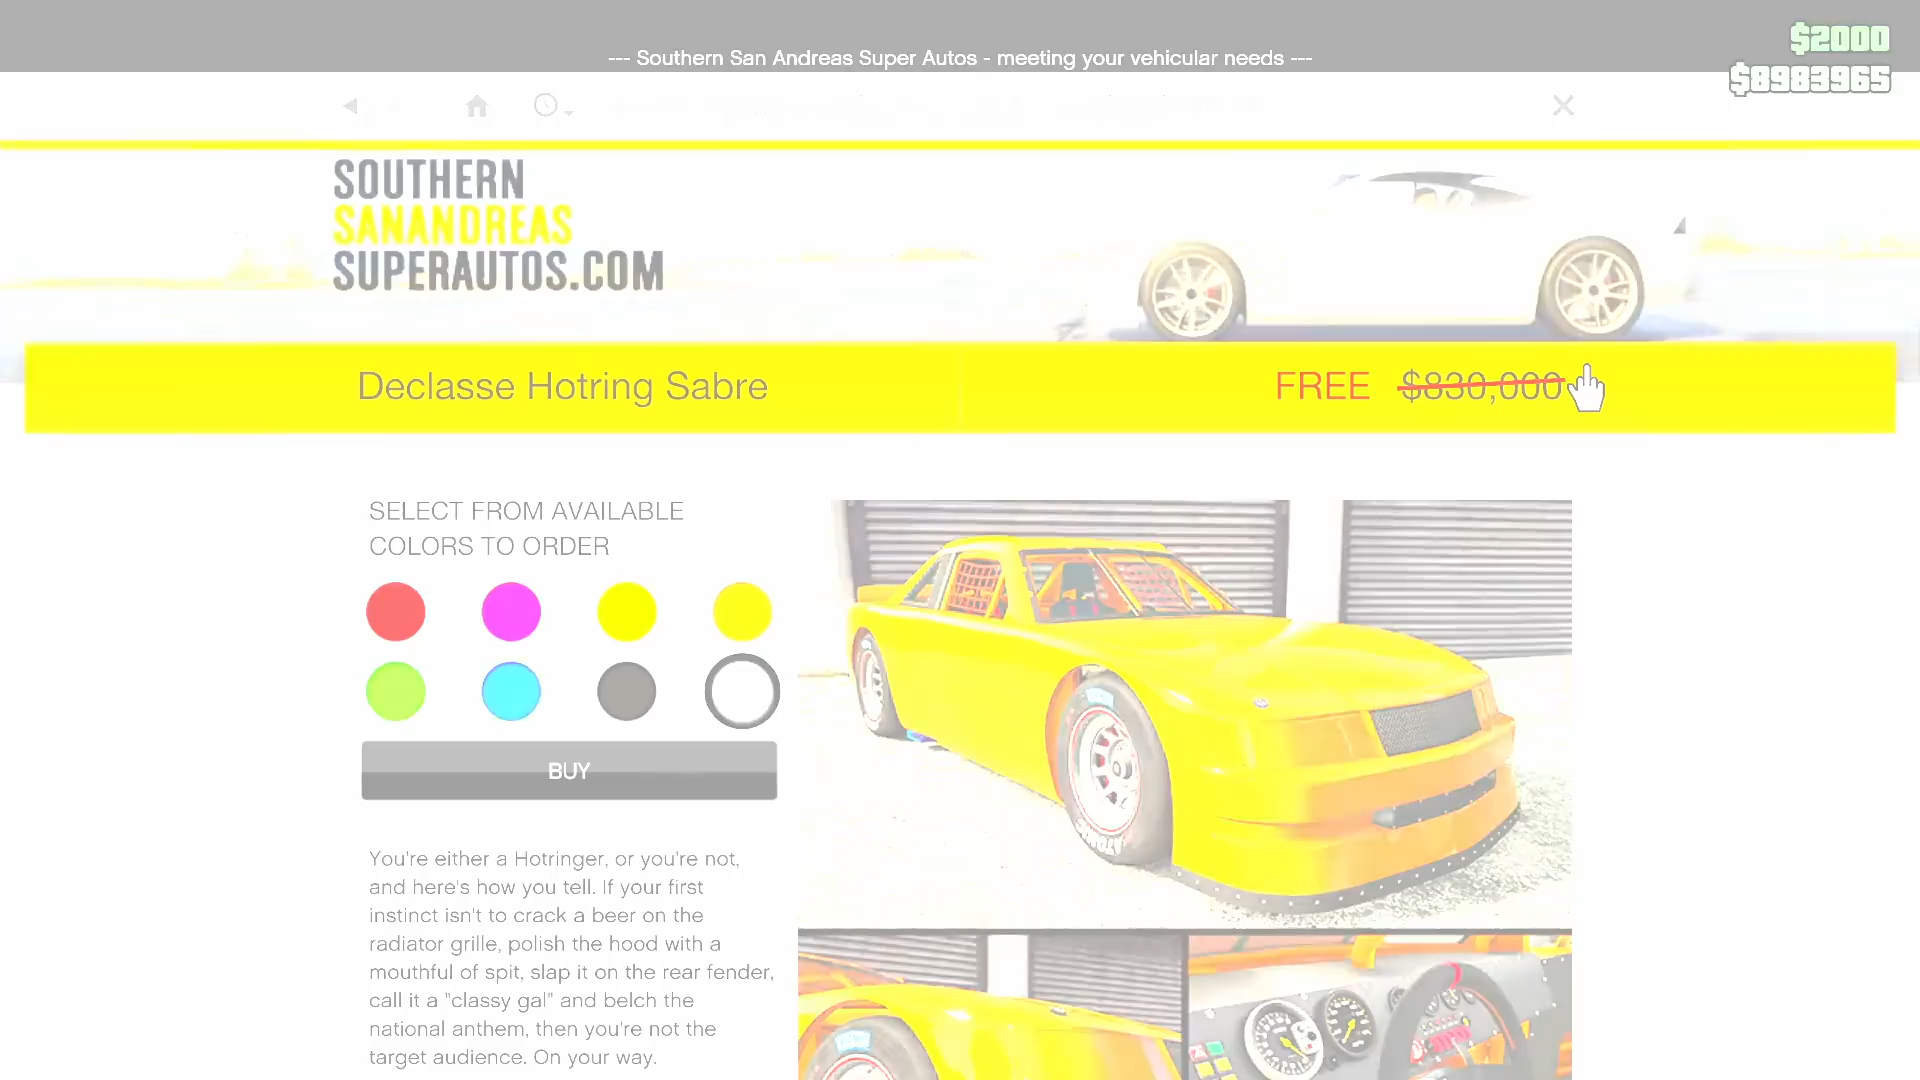 --- Southern San Andreas Super Autos - meeting your vehicular needs ---
$2000
$8983965
SOUTHERN
SANANDREAS
SUPERAUTOS.COM
Declasse Hotring Sabre
FREE $830,000
SELECT FROM AVAILABLE
COLORS TO ORDER
BUY
You're either a Hotringer, or you're not,
and here's how you tell. If your first
instinct isn't to crack a beer on the
radiator grille, polish the hood with a
mouthful of spit, slap it on the rear fender,
call it a "classy gal" and belch the
national anthem, then you're not the
target audience. On your way.